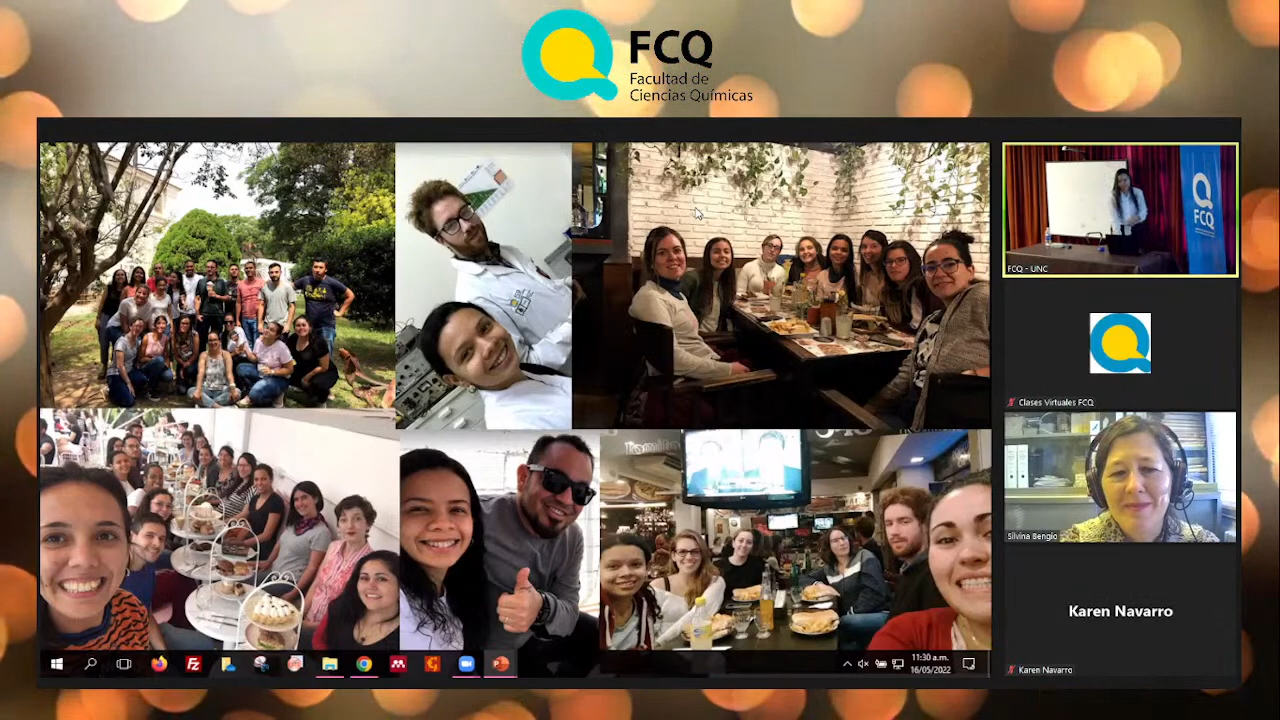 FCQ
Facultad de
Ciencias Químicas
FCQ
FCQ - UNC
Clases Virtuales FCQ
Silvina Bengio
Karen Navarro
Karen Navarro
11:30 a.m.
16/05/2022